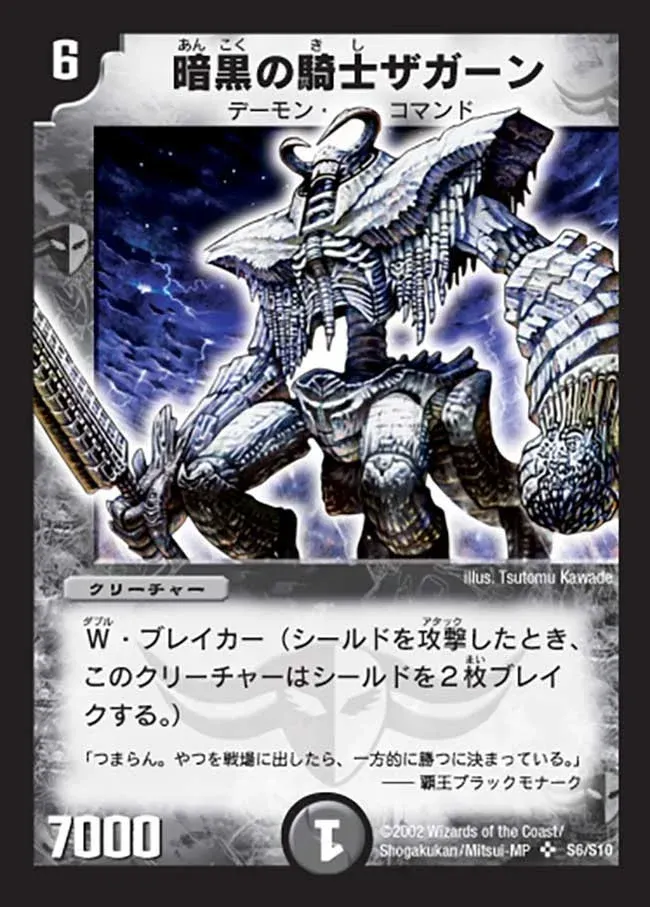 6
あんこく きし
暗黒の騎士ザガーン
デーモン・ コマンド
illus. Tsutomu Kawade
クリーチャー
ダブル アタック
W・ブレイカー（シールドを攻撃したとき、
まい
このクリーチャーはシールドを2枚ブレイ
クする。）
「つまらん。やつを戦場に出したら、一方的に勝つに決まっている。」
―― 覇王ブラックモナーク
7000
1
©2002 Wizards of the Coast/
Shogakukan/Mitsui-MP S6/S10